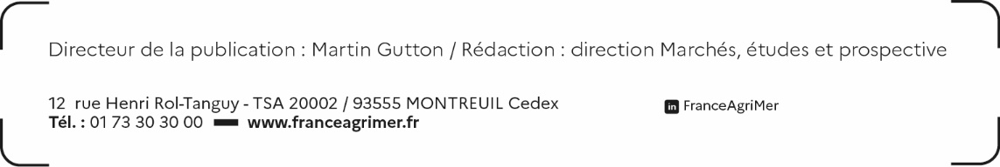 Directeur de la publication : Martin Gutton / Rédaction : direction Marchés, études et prospective
12 rue Henri Rol-Tanguy - TSA 20002 / 93555 MONTREUIL Cedex
in FranceAgriMer
Tél. : 01 73 30 30 00 www.franceagrimer.fr